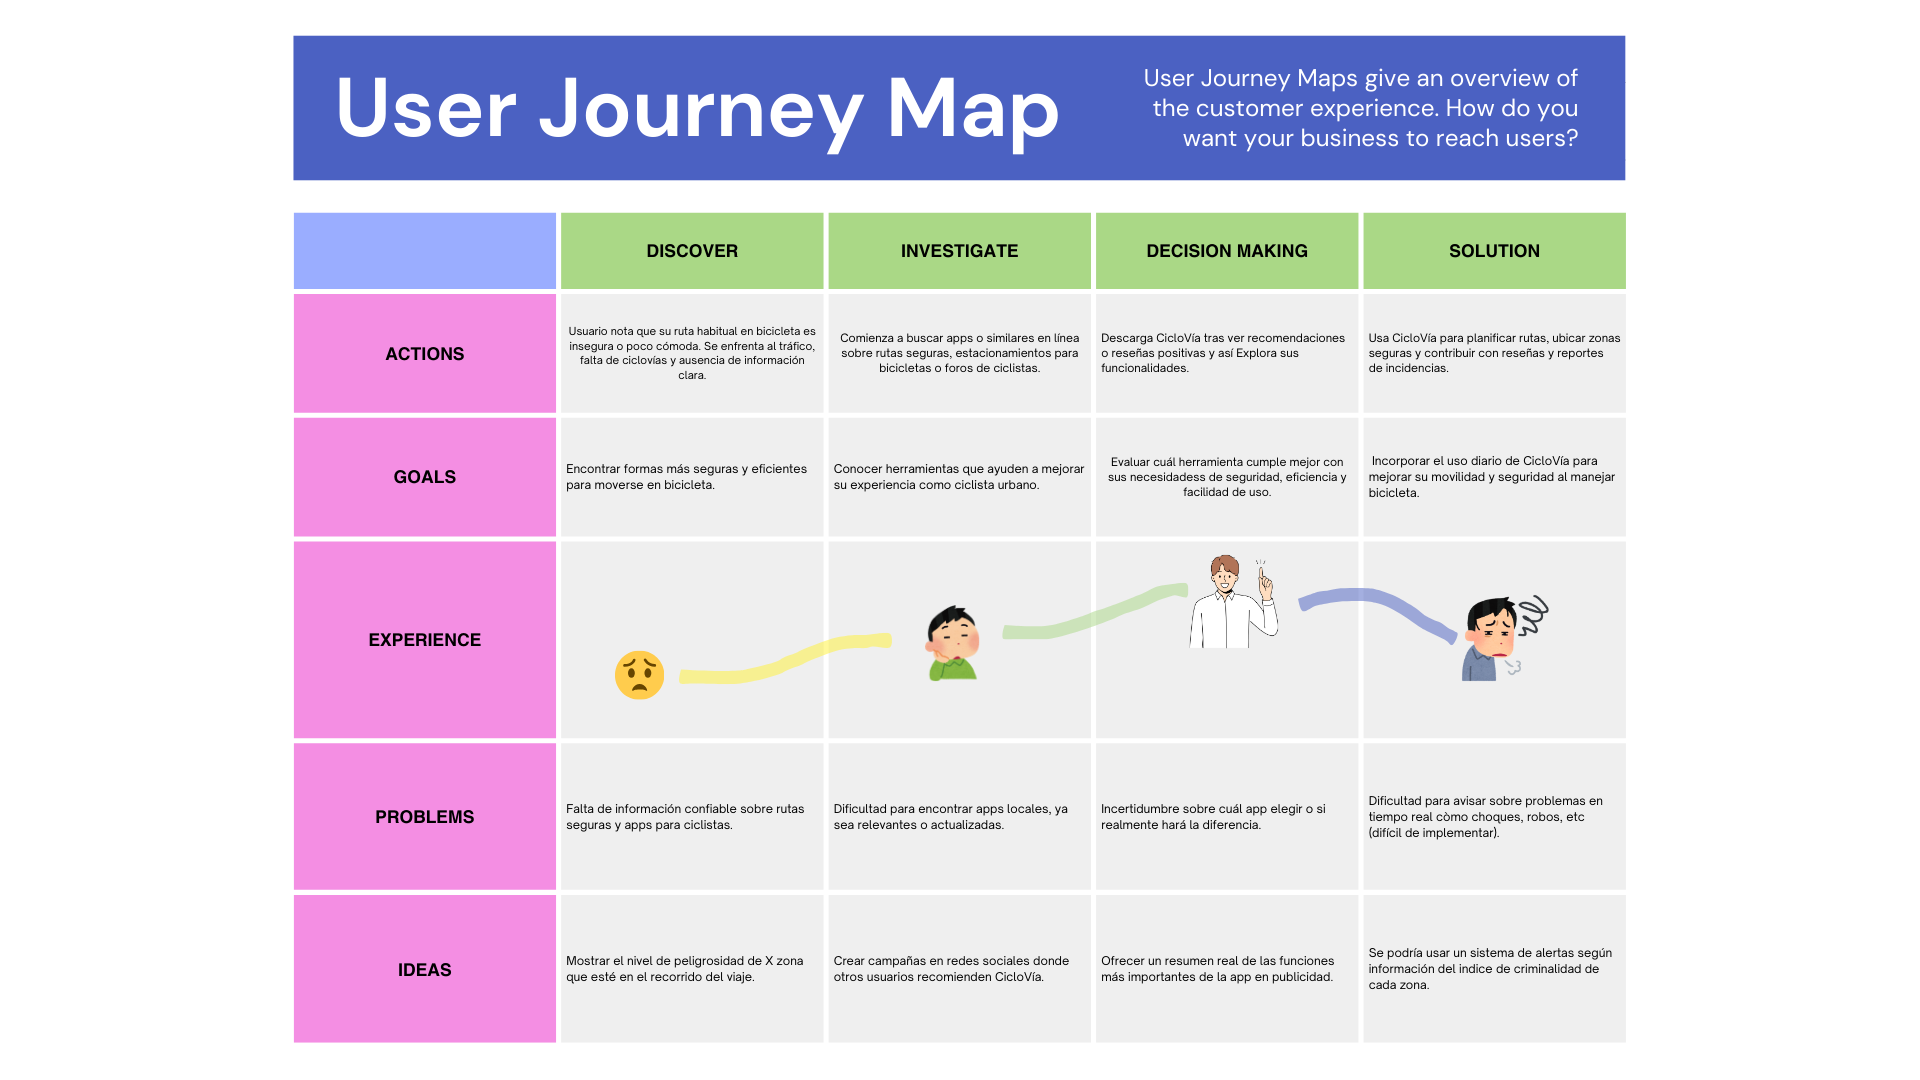 User Journey Map
User Journey Maps give an overview of
the customer experience. How do you
want your business to reach users?
DISCOVER
INVESTIGATE
DECISION MAKING
SOLUTION
ACTIONS
Usuario nota que su ruta habitual en bicicleta es
insegura o poco cómoda. Se enfrenta al tráfico,
falta de ciclovías y ausencia de información
clara.
Comienza a buscar apps o similares en línea
sobre rutas seguras, estacionamientos para
bicicletas o foros de ciclistas.
Descarga CicloVía tras ver recomendaciones
o reseñas positivas y así Explora sus
funcionalidades.
Usa CicloVía para planificar rutas, ubicar zonas
seguras y contribuir con reseñas y reportes
de incidencias.
GOALS
Encontrar formas más seguras y eficientes
para moverse en bicicleta.
Conocer herramientas que ayuden a mejorar
su experiencia como ciclista urbano.
Evaluar cuál herramienta cumple mejor con
sus necesidadess de seguridad, eficiencia y
facilidad de uso.
Incorporar el uso diario de CicloVía para
mejorar su movilidad y seguridad al manejar
bicicleta.
EXPERIENCE
PROBLEMS
Falta de información confiable sobre rutas
seguras y apps para ciclistas.
Dificultad para encontrar apps locales, ya
sea relevantes o actualizadas.
Incertidumbre sobre cuál app elegir o si
realmente hará la diferencia.
Dificultad para avisar sobre problemas en
tiempo real còmo choques, robos, etc
(difícil de implementar).
IDEAS
Mostrar el nivel de peligrosidad de X zona
que esté en el recorrido del viaje.
Crear campañas en redes sociales donde
otros usuarios recomienden CicloVía.
Ofrecer un resumen real de las funciones
más importantes de la app en publicidad.
Se podría usar un sistema de alertas según
información del indice de criminalidad de
cada zona.